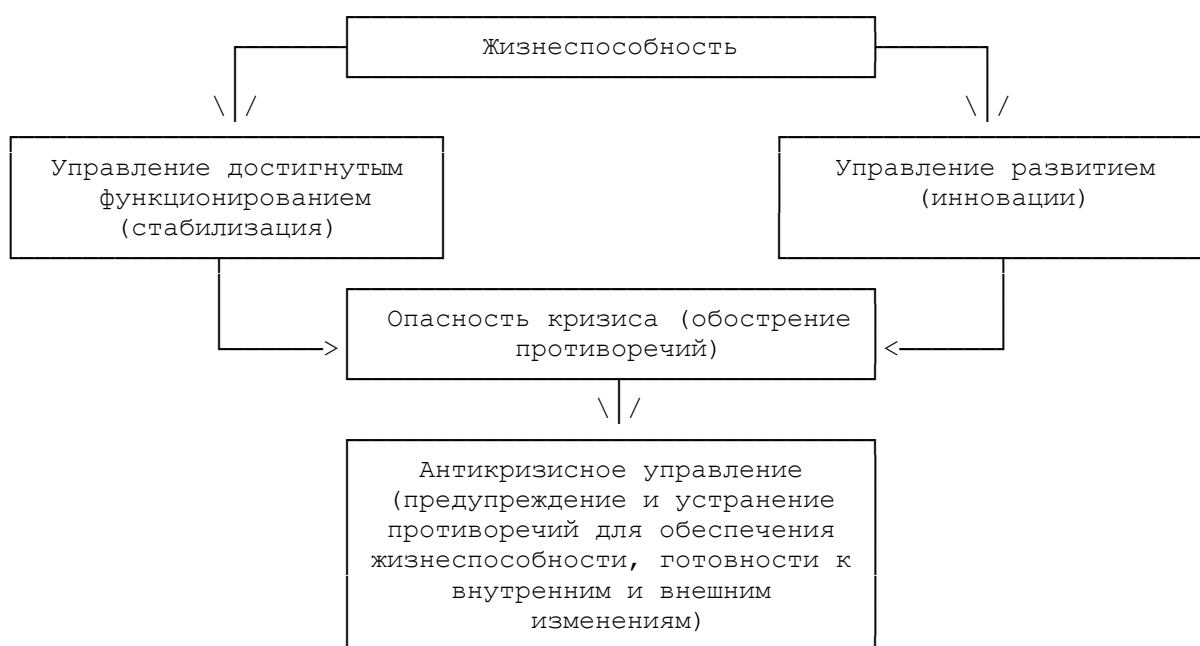 Жизнеспособность
Управление достигнутым
функционированием
(стабилизация)
Управление развитием
(инновации)
Опасность кризиса (обострение
противоречий)
Антикризисное управление
(предупреждение и устранение
противоречий для обеспечения
жизнеспособности, готовности к
внутренним и внешним
изменениям)